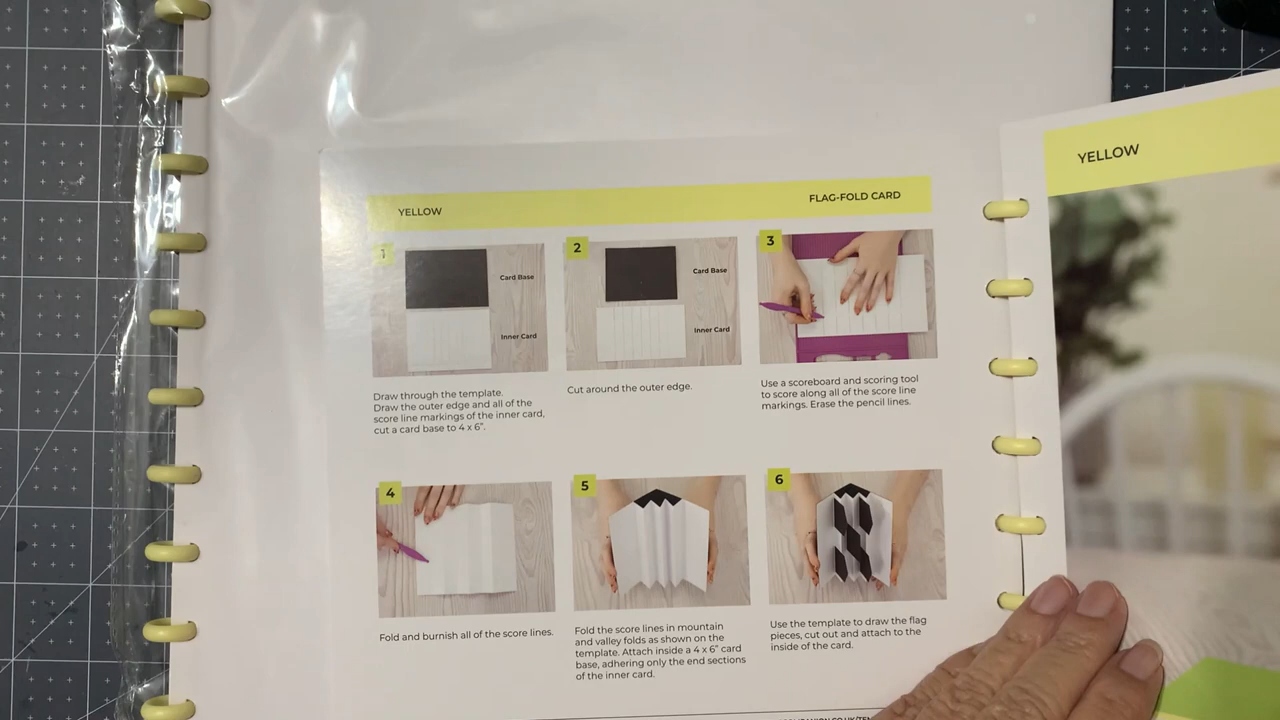 YELLOW
FLAG-FOLD CARD
YELLOW
1
Card Base
Inner Card
Draw through the template.
Draw the outer edge and all of the
score line markings of the inner card,
cut a card base to 4 x 6”.
2
Card Base
Inner Card
Cut around the outer edge.
3
Use a scoreboard and scoring tool
to score along all of the score line
markings. Erase the pencil lines.
4
Fold and burnish all of the score lines.
5
Fold the score lines in mountain
and valley folds as shown on the
template. Attach inside a 4 x 6” card
base, adhering only the end sections
of the inner card.
6
Use the template to draw the flag
pieces, cut out and attach to the
inside of the card.